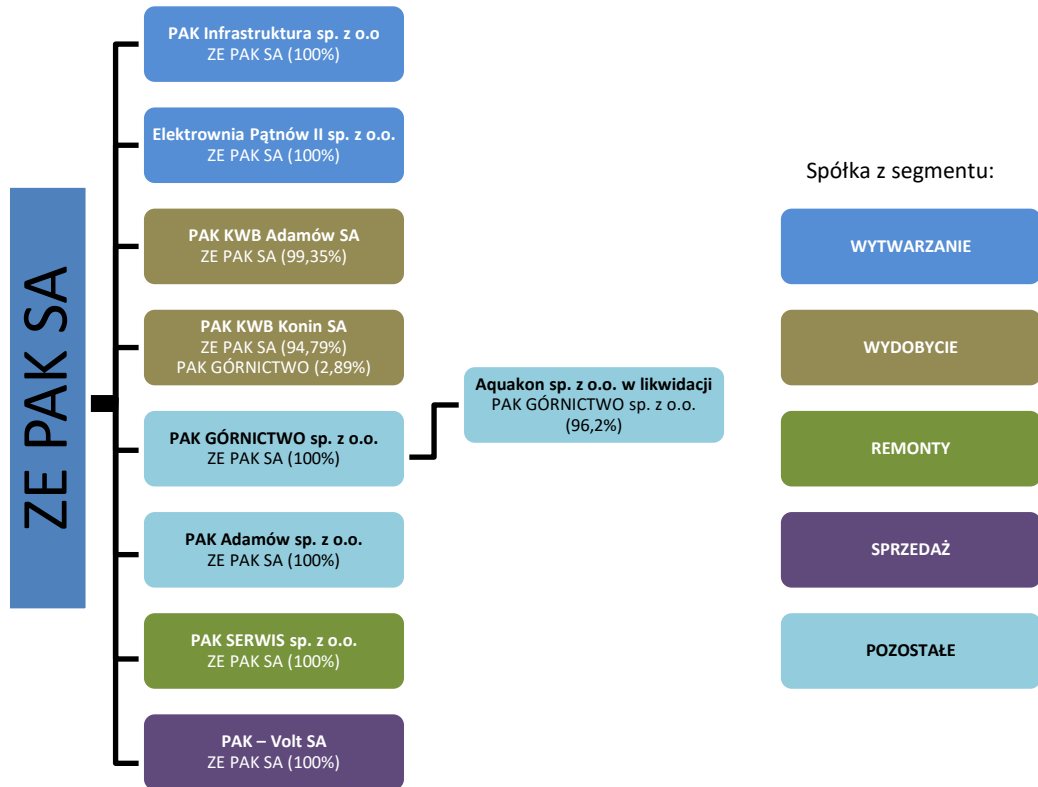 ZE PAK SA
PAK Infrastruktura sp. z o.o
ZE PAK SA (100%)
Elektrownia Pątnów II sp. z o.o.
ZE PAK SA (100%)
PAK KWB Adamów SA
ZE PAK SA (99,35%)
PAK KWB Konin SA
ZE PAK SA (94,79%)
PAK GÓRNICTWO (2,89%)
PAK GÓRNICTWO sp. z o.o.
ZE PAK SA (100%)
Aquakon sp. z o.o. w likwidacji
PAK GÓRNICTWO sp. z o.o.
(96,2%)
PAK Adamów sp. z o.o.
ZE PAK SA (100%)
PAK SERWIS sp. z o.o.
ZE PAK SA (100%)
PAK – Volt SA
ZE PAK SA (100%)
Spółka z segmentu:
WYTWARZANIE
WYDOBYCIE
REMONTY
SPRZEDAŻ
POZOSTAŁE